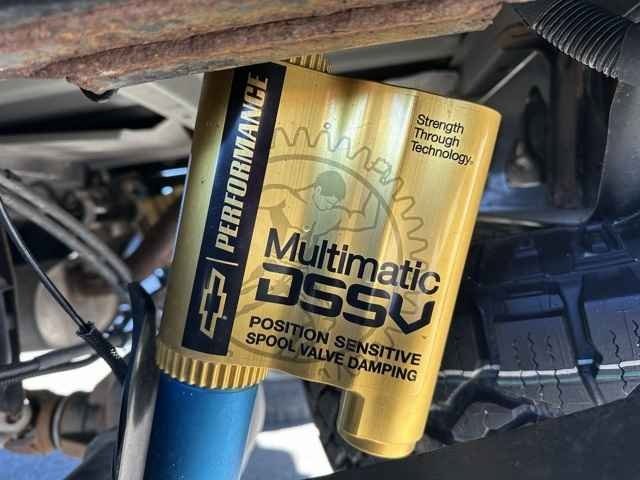 PERFORMANCE
Strength
Through
Technology.
Multimatic
DSSV
POSITION SENSITIVE
SPOOL VALVE DAMPING